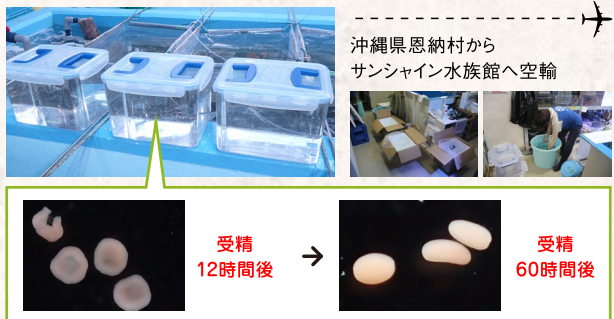 沖縄県恩納村から
サンシャイン水族館へ空輸
受精
12時間後
受精
60時間後